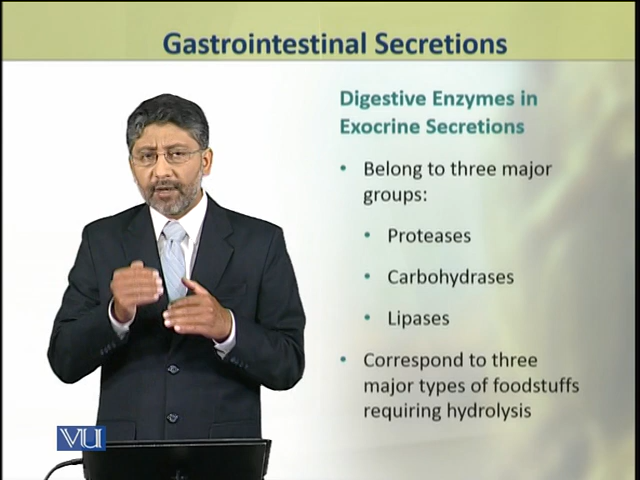 Gastrointestinal Secretions
Digestive Enzymes in
Exocrine Secretions
• Belong to three major
groups:
• Proteases
• Carbohydrases
• Lipases
• Correspond to three
major types of foodstuffs
requiring hydrolysis
VU